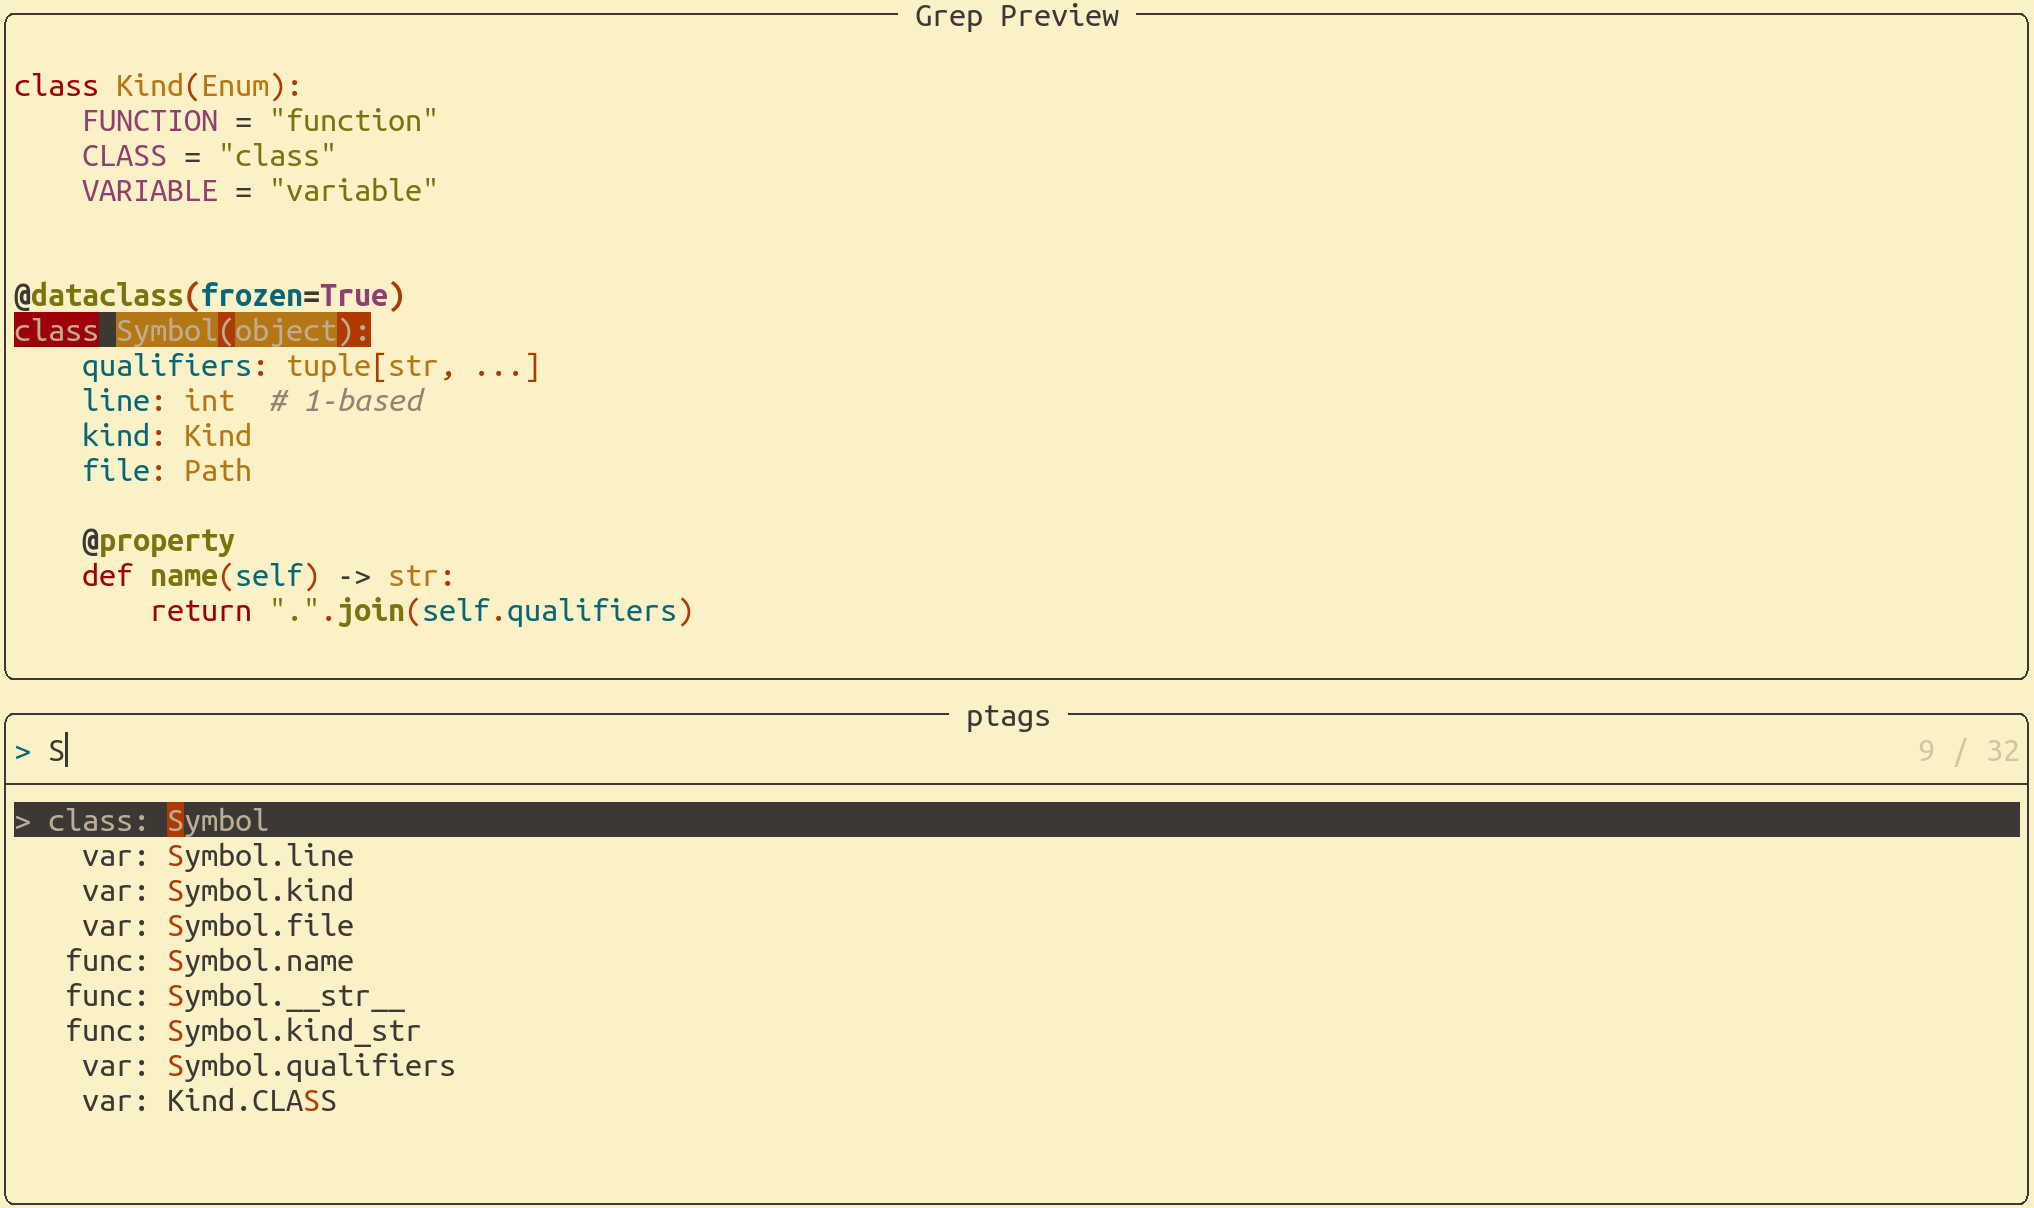 Grep Preview
class Kind(Enum):
    FUNCTION = "function"
    CLASS = "class"
    VARIABLE = "variable"
@dataclass(frozen=True)
class Symbol(object):
    qualifiers: tuple[str, ...]
    line: int  # 1-based
    kind: Kind
    file: Path
    @property
    def name(self) -> str:
        return ".".join(self.qualifiers)
ptags
> S 9 / 32
> class: Symbol
    var: Symbol.line
    var: Symbol.kind
    var: Symbol.file
   func: Symbol.name
   func: Symbol.__str__
   func: Symbol.kind_str
    var: Symbol.qualifiers
    var: Kind.CLASS